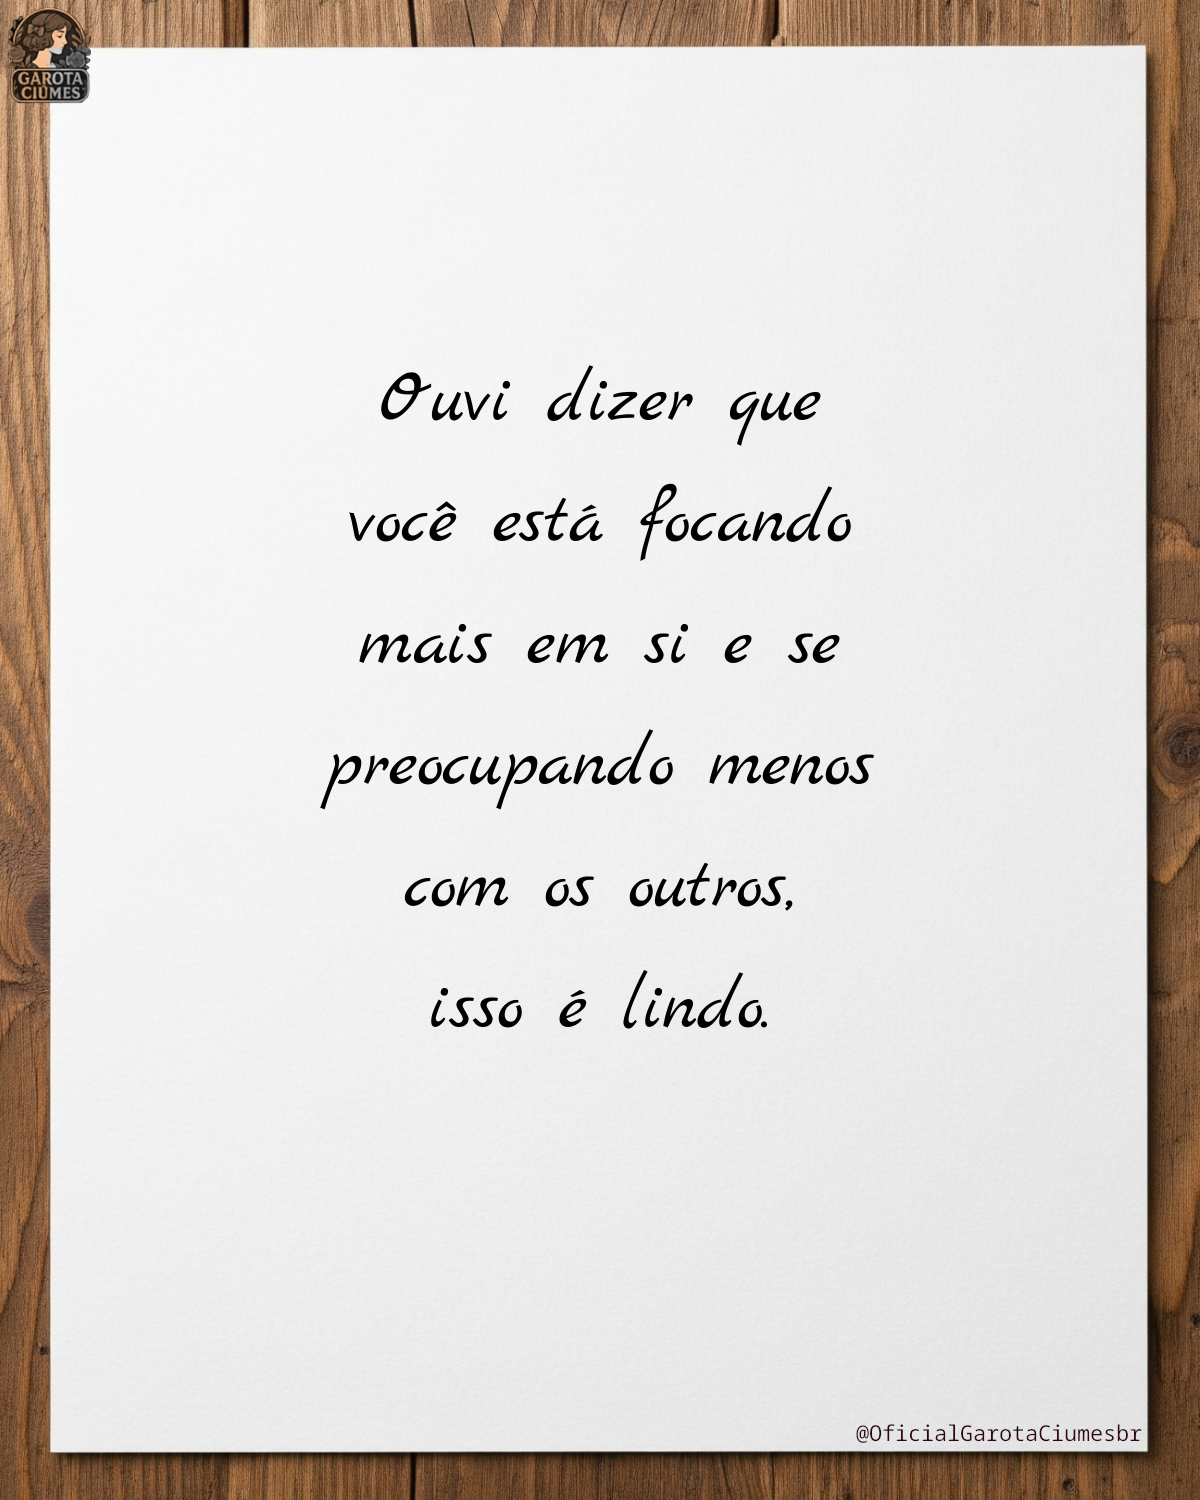 GAROTA
CIÚMES
Ouvi dizer que
você está focando
mais em si e se
preocupando menos
com os outros,
isso é lindo.
@OficialGarotaCiumesbr